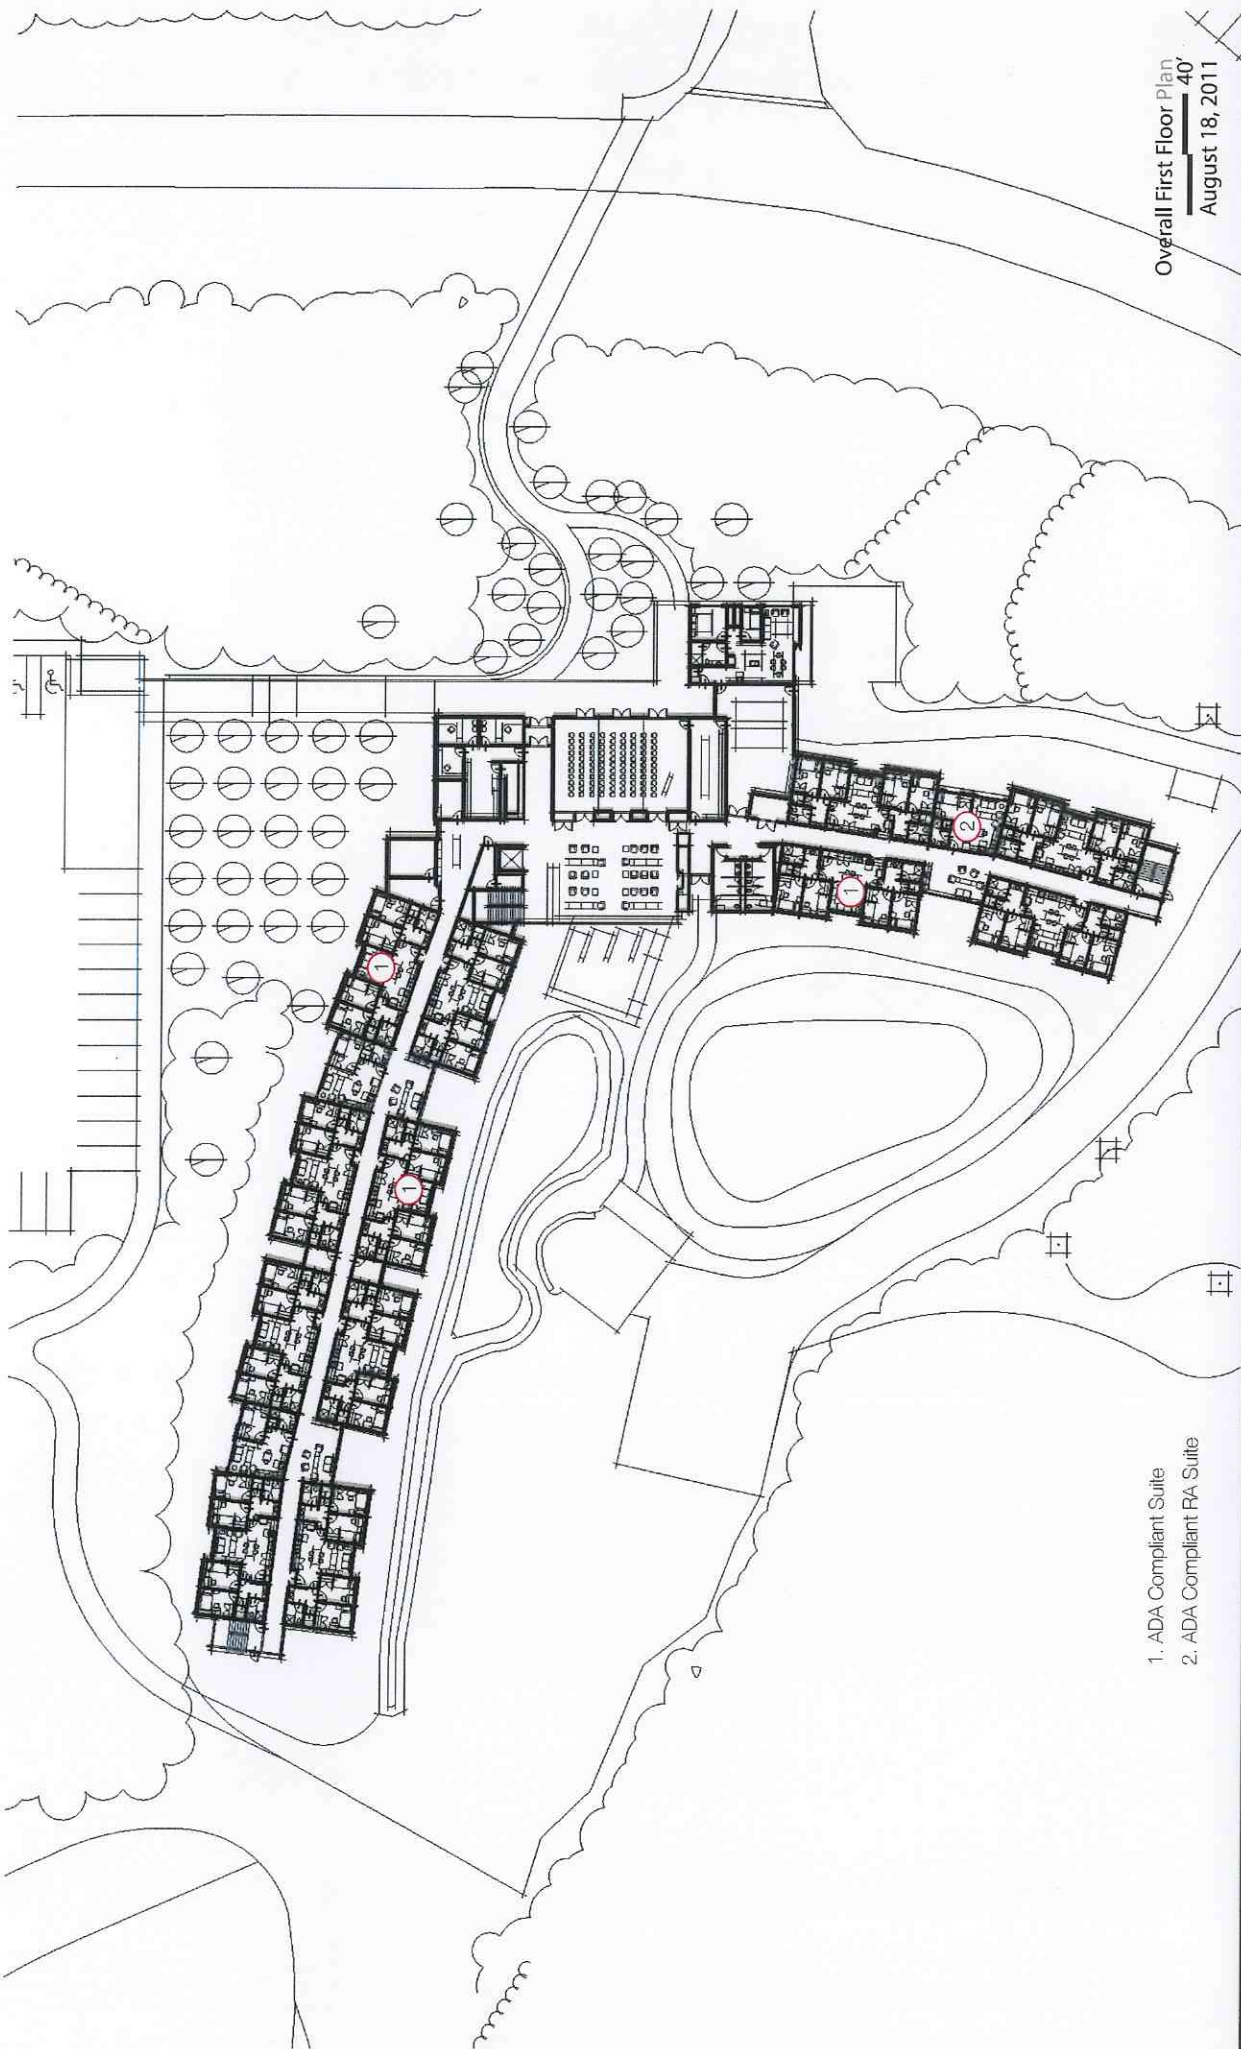 Overall First Floor Plan
40'
August 18, 2011
1
1
1
2
1. ADA Compliant Suite
2. ADA Compliant RA Suite